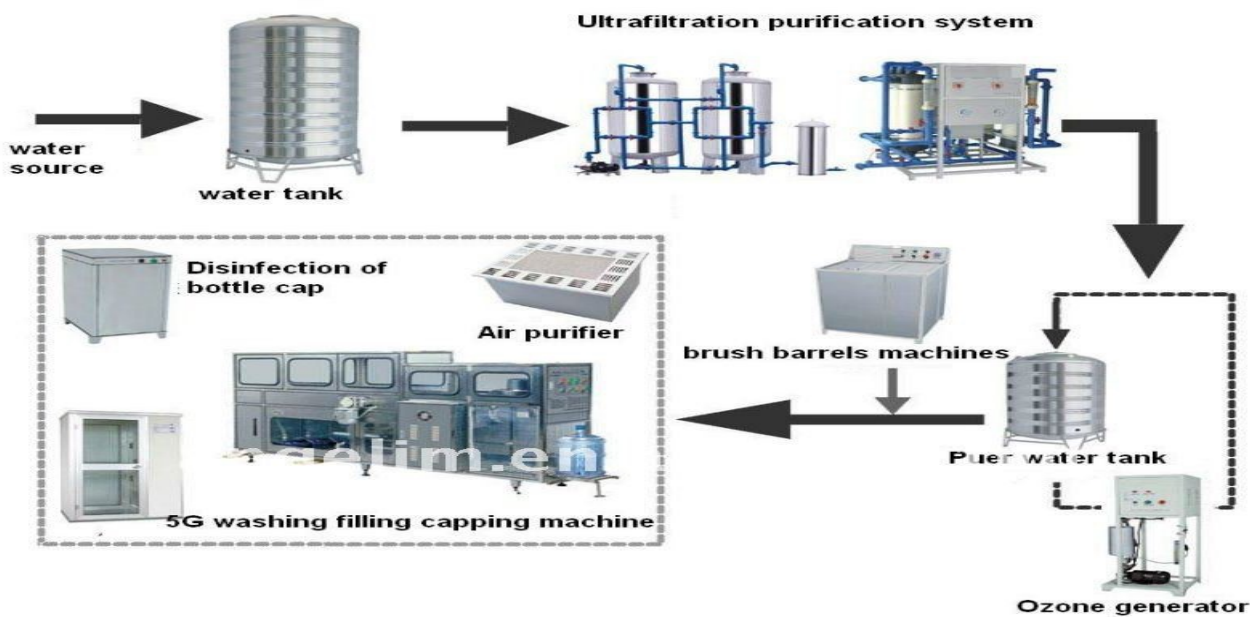 Ultrafiltration purification system
water
source
water tank
Disinfection of
bottle cap
Air purifier
brush barrels machines
Puer water tank
5G washing filling capping machine
Ozone generator